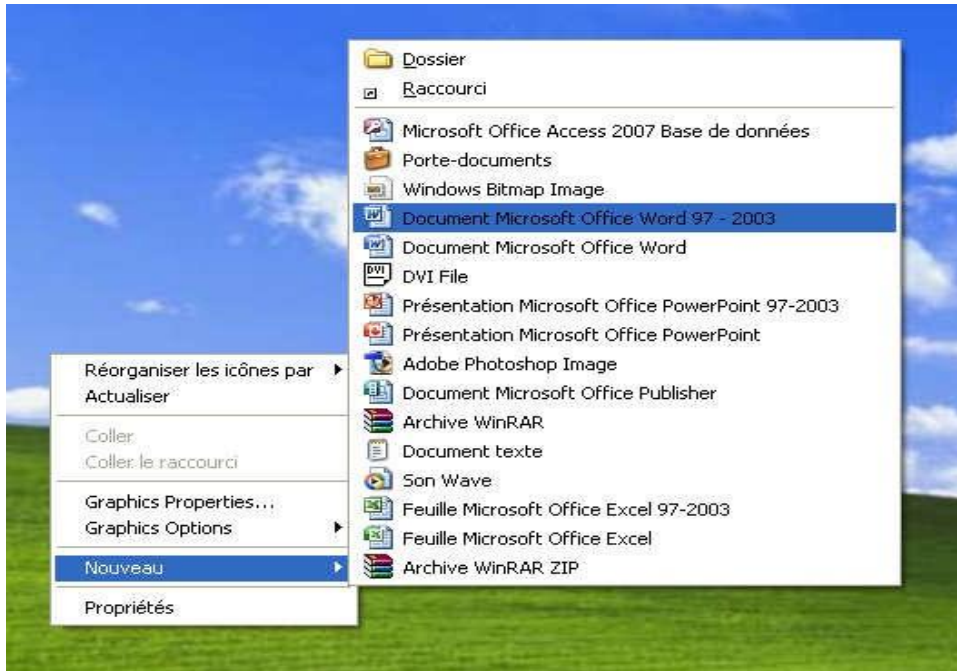 Réorganiser les icônes par
Actualiser
Coller
Coller le raccourci
Graphics Properties...
Graphics Options
Nouveau
Propriétés
Dossier
Raccourci
Microsoft Office Access 2007 Base de données
Porte-documents
Windows Bitmap Image
Document Microsoft Office Word 97 - 2003
Document Microsoft Office Word
DVI File
Présentation Microsoft Office PowerPoint 97-2003
Présentation Microsoft Office PowerPoint
Adobe Photoshop Image
Document Microsoft Office Publisher
Archive WinRAR
Document texte
Son Wave
Feuille Microsoft Office Excel 97-2003
Feuille Microsoft Office Excel
Archive WinRAR ZIP